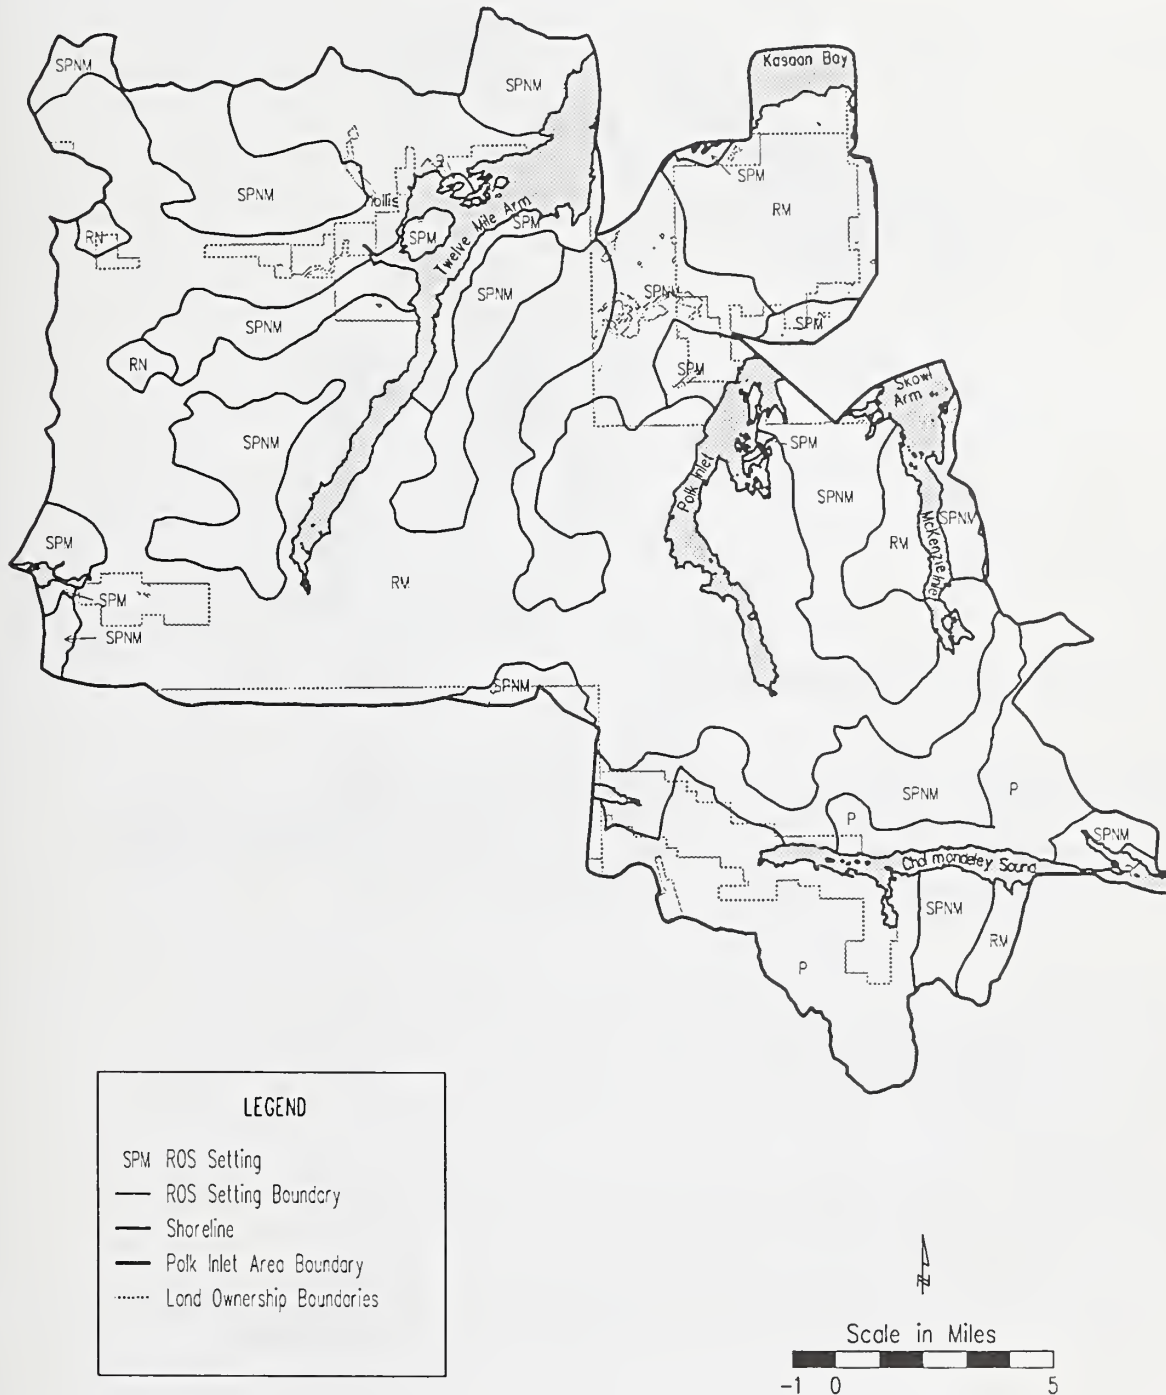 Kasaan Bay
SPNM
SPNM
SPM
SPNM
Hollis
RM
RN
SPM
Twelve Mile Arm
SPM
SPNM
SPNM
SPNM
SPM
RN
SPM
Skowl
Arm
SPNM
SPM
Polk Inlet
SPNM
McKenzie Inlet
SPNM
SPM
RM
RM
SPM
SPNM
SPNM
SPNM
P
P
SPNM
Cholmondeley Sound
SPNM
RM
P
LEGEND
SPM ROS Setting
ROS Setting Boundary
Shoreline
Polk Inlet Area Boundary
Land Ownership Boundaries
N
Scale in Miles
-1 0 5